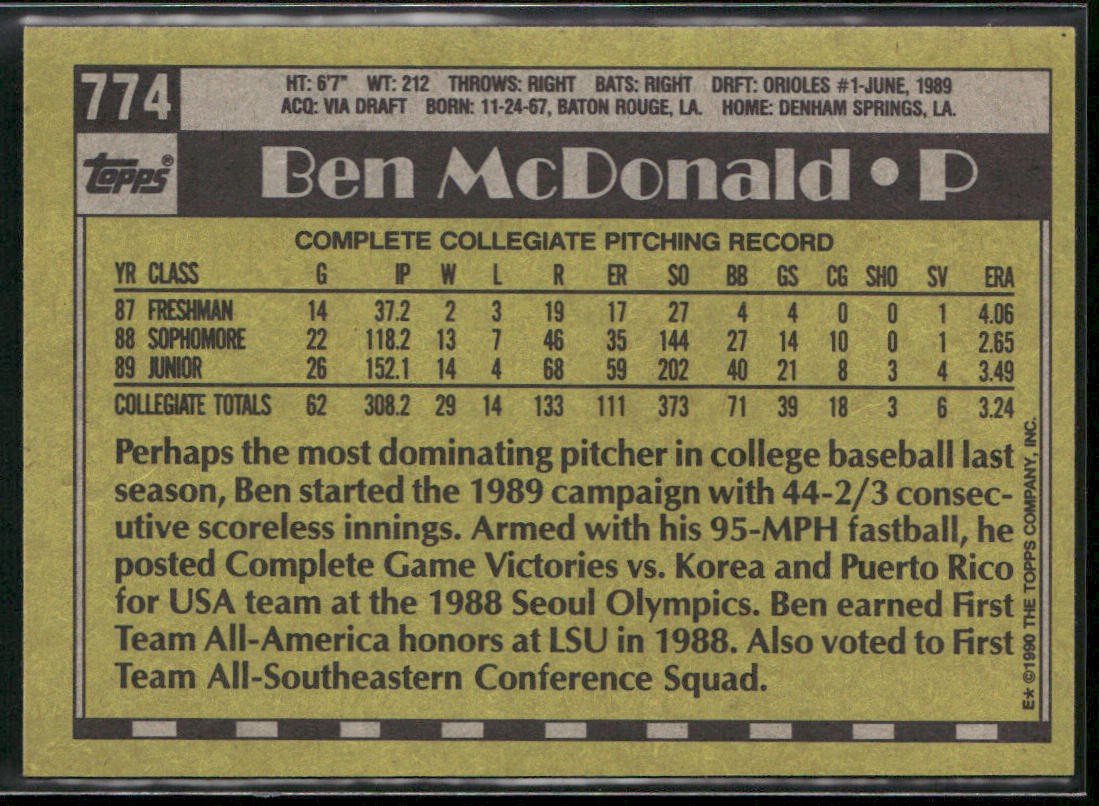 774
HT: 6'7" WT: 212 THROWS: RIGHT BATS: RIGHT DRFT: ORIOLES #1-JUNE, 1989
ACQ: VIA DRAFT BORN: 11-24-67, BATON ROUGE, LA. HOME: DENHAM SPRINGS, LA.
topps®
Ben McDonald • P
COMPLETE COLLEGIATE PITCHING RECORD
YR CLASS G IP W L R ER SO BB GS CG SHO SV ERA
87 FRESHMAN 14 37.2 2 3 19 17 27 4 4 0 0 1 4.06
88 SOPHOMORE 22 118.2 13 7 46 35 144 27 14 10 0 1 2.65
89 JUNIOR 26 152.1 14 4 68 59 202 40 21 8 3 4 3.49
COLLEGIATE TOTALS 62 308.2 29 14 133 111 373 71 39 18 3 6 3.24
Perhaps the most dominating pitcher in college baseball last
season, Ben started the 1989 campaign with 44-2/3 consec-
utive scoreless innings. Armed with his 95-MPH fastball, he
posted Complete Game Victories vs. Korea and Puerto Rico
for USA team at the 1988 Seoul Olympics. Ben earned First
Team All-America honors at LSU in 1988. Also voted to First
Team All-Southeastern Conference Squad.
E* ©1990 THE TOPPS COMPANY, INC.